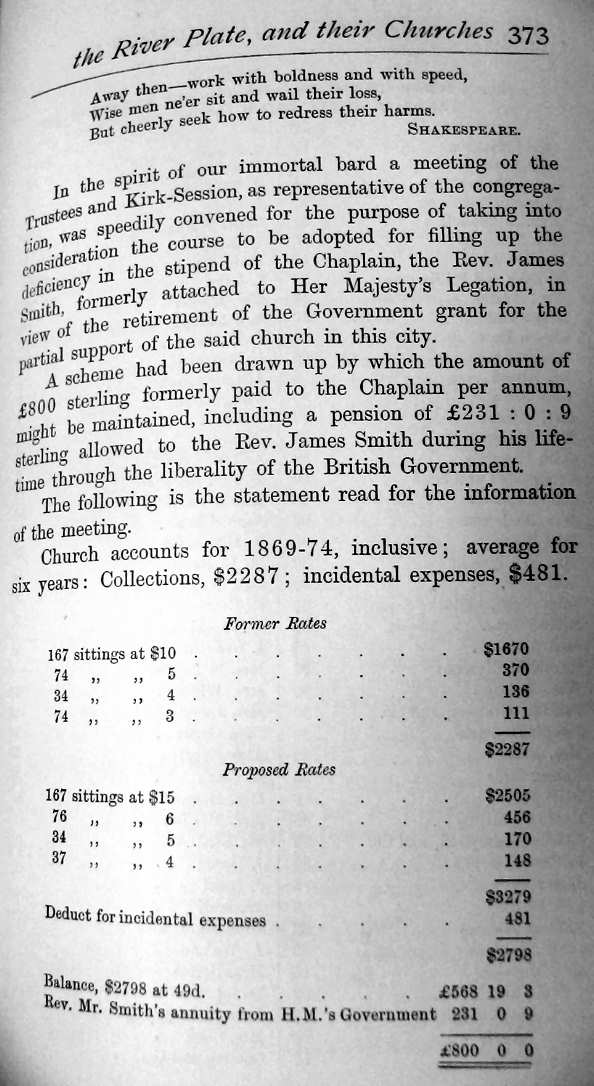 the River Plate, and their Churches 373
Away then—work with boldness and with speed,
Wise men ne'er sit and wail their loss,
But cheerly seek how to redress their harms.
SHAKESPEARE.
In the spirit of our immortal bard a meeting of the
Trustees and Kirk-Session, as representative of the congrega-
tion, was speedily convened for the purpose of taking into
consideration the course to be adopted for filling up the
deficiency in the stipend of the Chaplain, the Rev. James
Smith, formerly attached to Her Majesty's Legation, in
view of the retirement of the Government grant for the
partial support of the said church in this city.
A scheme had been drawn up by which the amount of
£800 sterling formerly paid to the Chaplain per annum,
might be maintained, including a pension of £231 : 0 : 9
sterling allowed to the Rev. James Smith during his life-
time through the liberality of the British Government.
The following is the statement read for the information
of the meeting.
Church accounts for 1869-74, inclusive; average for
six years: Collections, $2287; incidental expenses, $481.
Former Rates
167 sittings at $10 . . . . . . . $1670
74 ,, ,, 5 . . . . . . . 370
34 ,, ,, 4 . . . . . . . 136
74 ,, ,, 3 . . . . . . . 111
$2287
Proposed Rates
167 sittings at $15 . . . . . . . $2505
76 ,, ,, 6 . . . . . . . 456
34 ,, ,, 5 . . . . . . . 170
37 ,, ,, 4 . . . . . . . 148
$3279
Deduct for incidental expenses . . . . . 481
$2798
Balance, $2798 at 49d. . . . . . £568 19 3
Rev. Mr. Smith's annuity from H.M.'s Government 231 0 9
£800 0 0